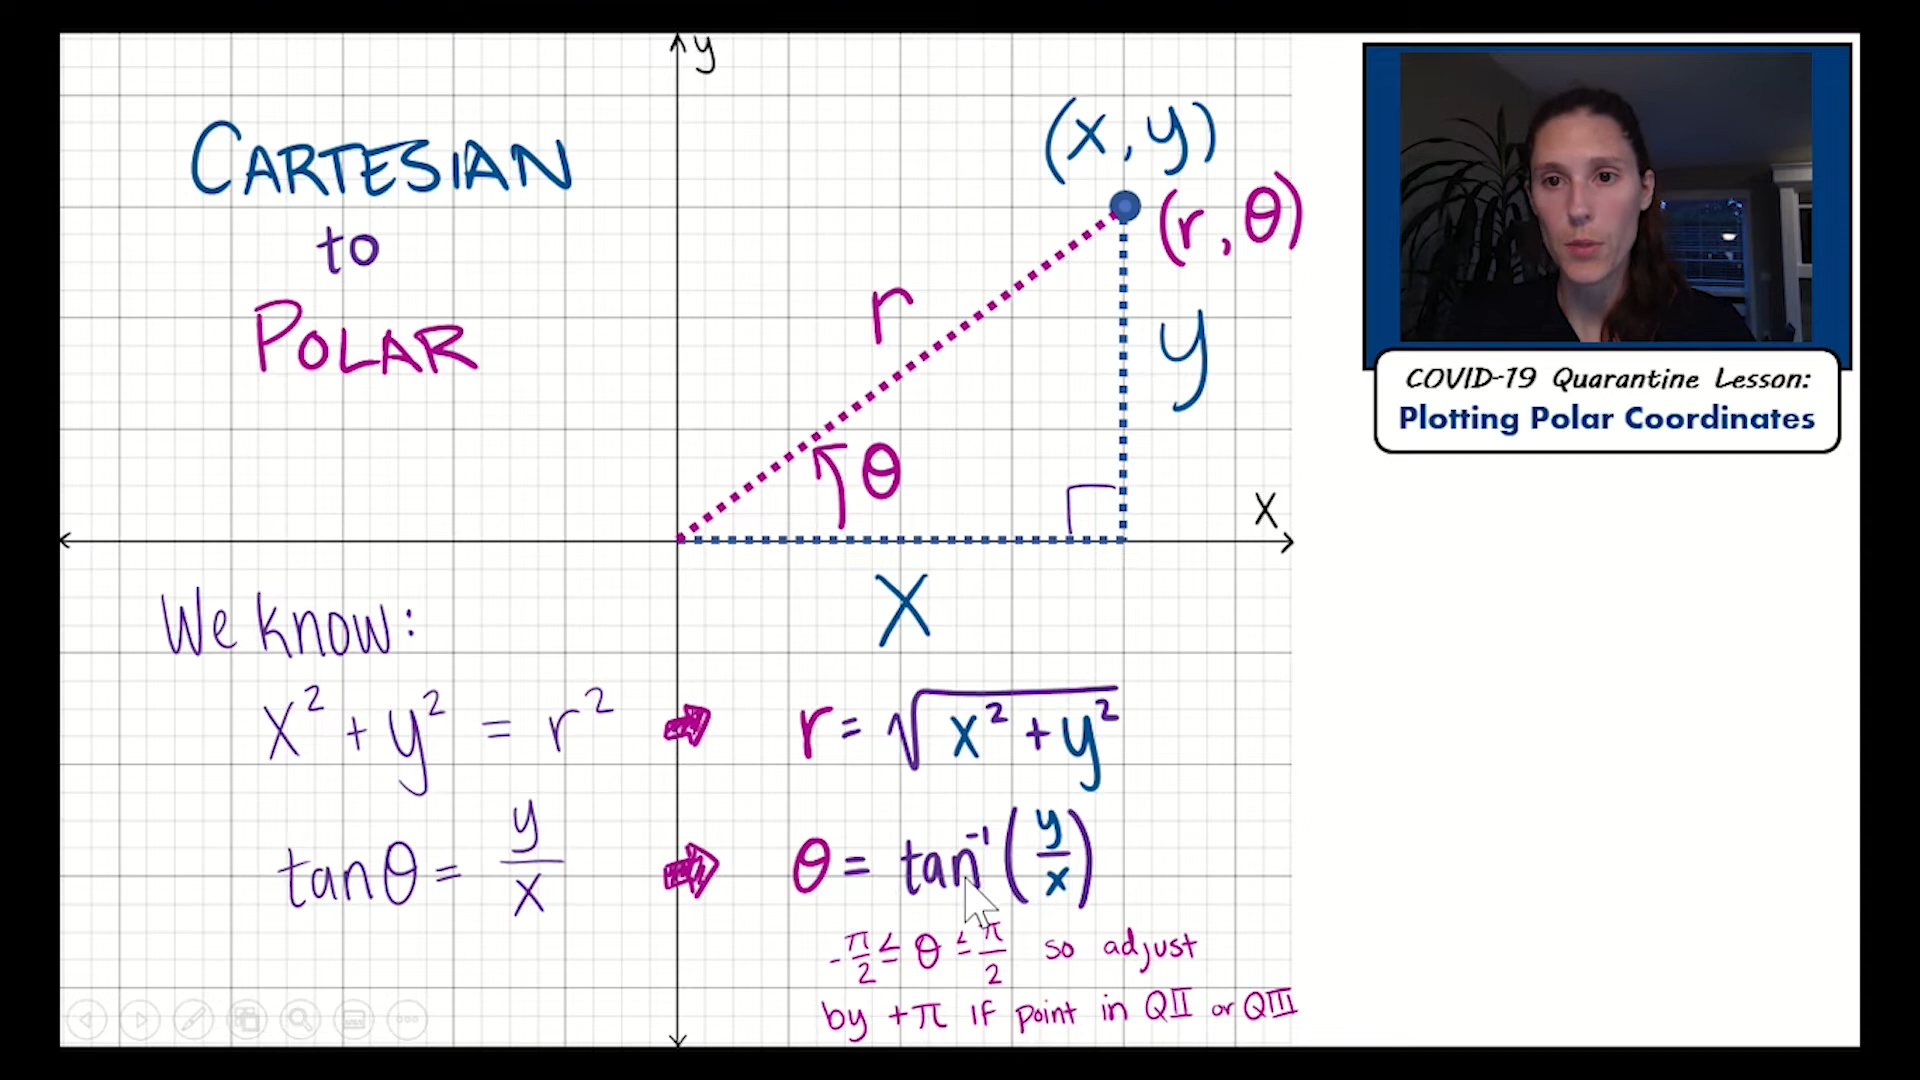 CARTESIAN
to
POLAR
y
(x, y)
(r, θ)
r
y
θ
x
X
We know:
x² + y² = r²
r = √x² + y²
tanθ = y/x
θ = tan⁻¹(y/x)
-π/2 ≤ θ ≤ π/2 so adjust
by +π if point in QII or QIII
COVID-19 Quarantine Lesson:
Plotting Polar Coordinates